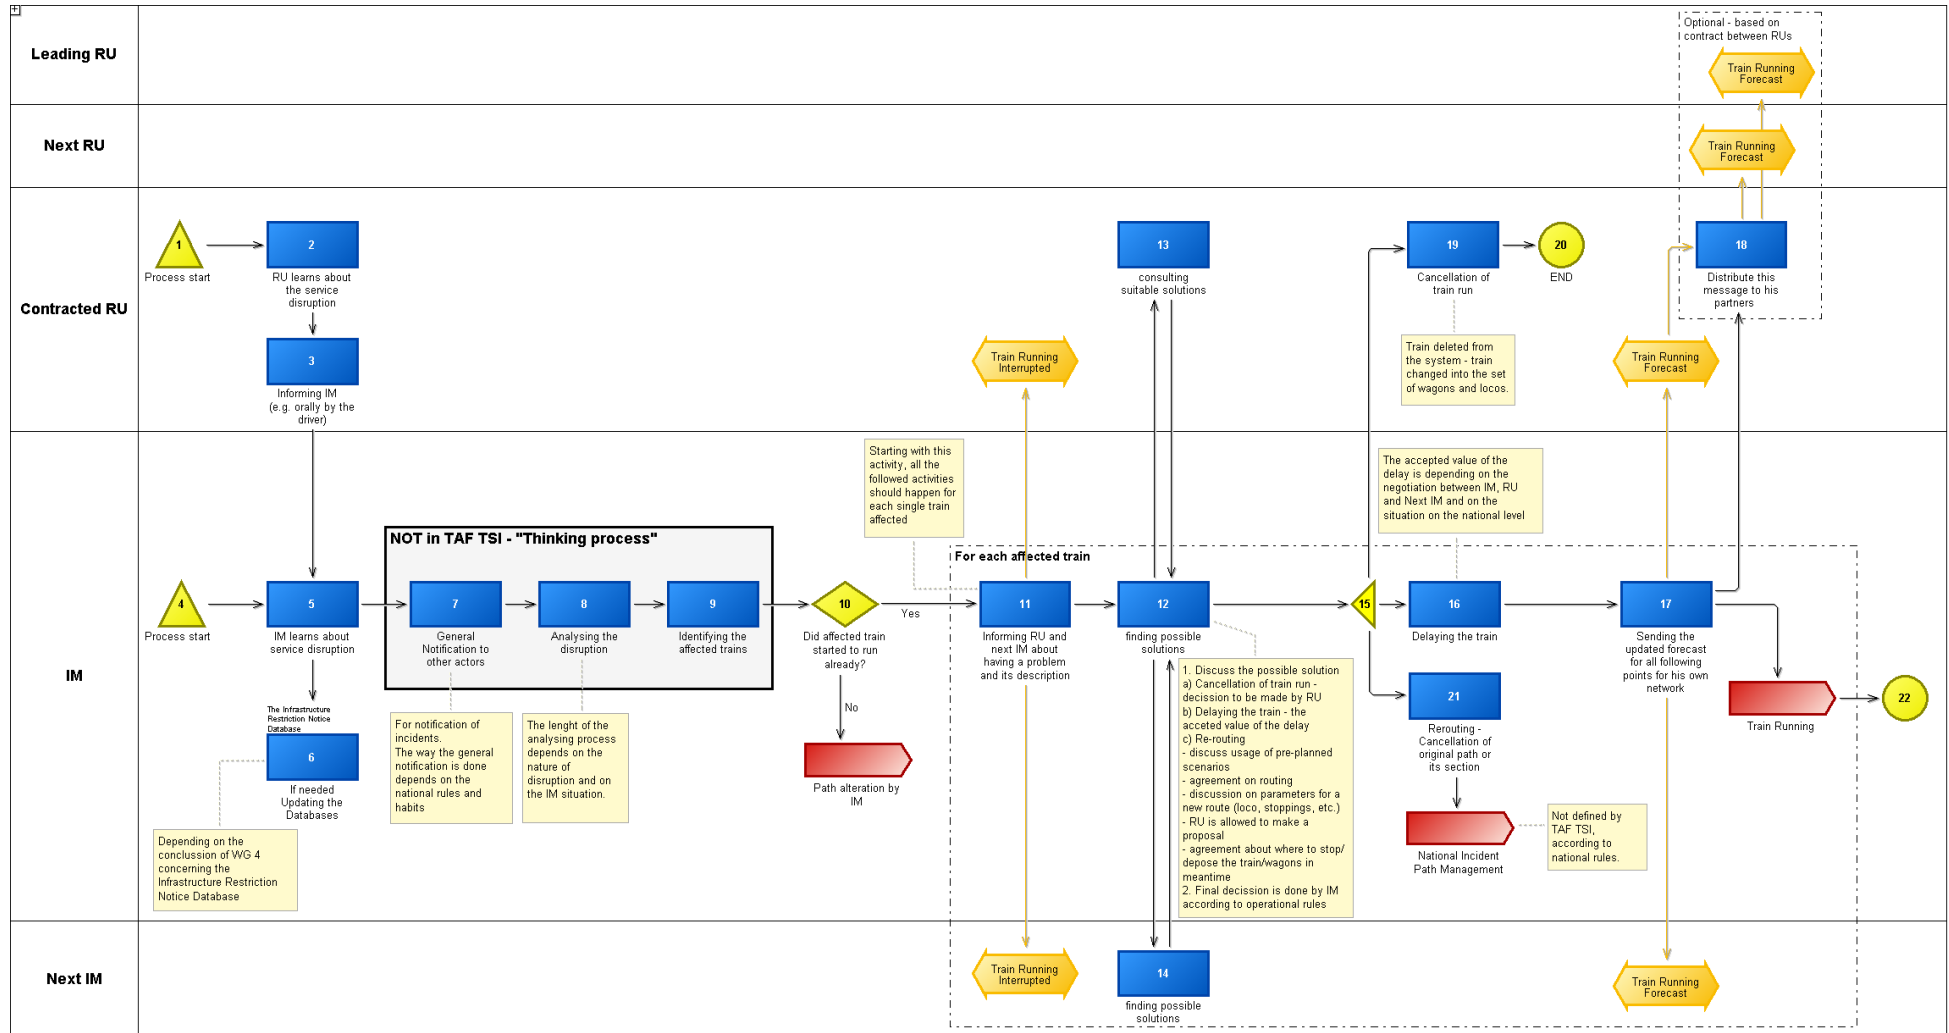 Leading RU
Optional - based on
contract between RUs
Train Running
Forecast
Next RU
Train Running
Forecast
Contracted RU
1
Process start
2
RU learns about
the service
disruption
3
Informing IM
(e.g. orally by the
driver)
Train Running
Interrupted
13
consulting
suitable solutions
19
Cancellation of
train run
20
END
Train deleted from
the system - train
changed into the set
of wagons and locos.
Train Running
Forecast
18
Distribute this
message to his
partners
IM
4
Process start
5
IM learns about
service disruption
The Infrastructure
Restriction Notice
Database
6
If needed
Updating the
Databases
Depending on the
conclussion of WG 4
concerning the
Infrastructure Restriction
Notice Database
NOT in TAF TSI - "Thinking process"
7
General
Notification to
other actors
8
Analysing the
disruption
9
Identifying the
affected trains
For notification of
incidents.
The way the general
notification is done
depends on the
national rules and
habits
The lenght of the
analysing process
depends on the
nature of
disruption and on
the IM situation.
10
Did affected train
started to run
already?
Yes
No
Path alteration by
IM
Starting with this
activity, all the
followed activities
should happen for
each single train
affected
For each affected train
11
Informing RU and
next IM about
having a problem
and its description
12
finding possible
solutions
1. Discuss the possible solution
a) Cancellation of train run -
decission to be made by RU
b) Delaying the train - the
acceted value of the delay
c) Re-routing
- discuss usage of pre-planned
scenarios
- agreement on routing
- discussion on parameters for a
new route (loco, stoppings, etc.)
- RU is allowed to make a
proposal
- agreement about where to stop/
depose the train/wagons in
meantime
2. Final decission is done by IM
according to operational rules
15
The accepted value of the
delay is depending on the
negotiation between IM, RU
and Next IM and on the
situation on the national level
16
Delaying the train
21
Rerouting -
Cancellation of
original path or
its section
National Incident
Path Management
Not defined by
TAF TSI,
according to
national rules.
17
Sending the
updated forecast
for all following
points for his own
network
Train Running
22
Next IM
Train Running
Interrupted
14
finding possible
solutions
Train Running
Forecast